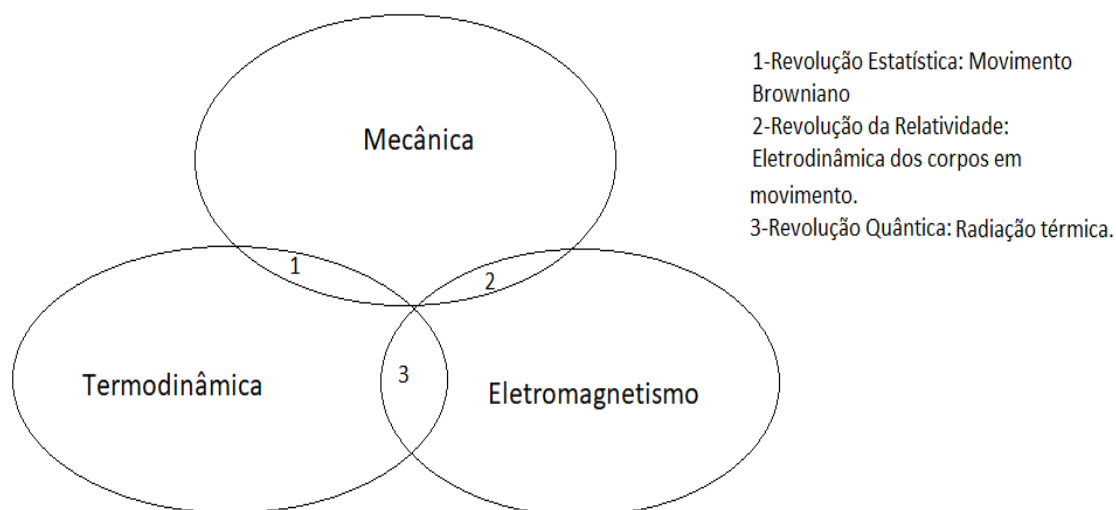 Mecânica
1
2
Termodinâmica
3
Eletromagnetismo
1-Revolução Estatística: Movimento
Browniano
2-Revolução da Relatividade:
Eletrodinâmica dos corpos em
movimento.
3-Revolução Quântica: Radiação térmica.